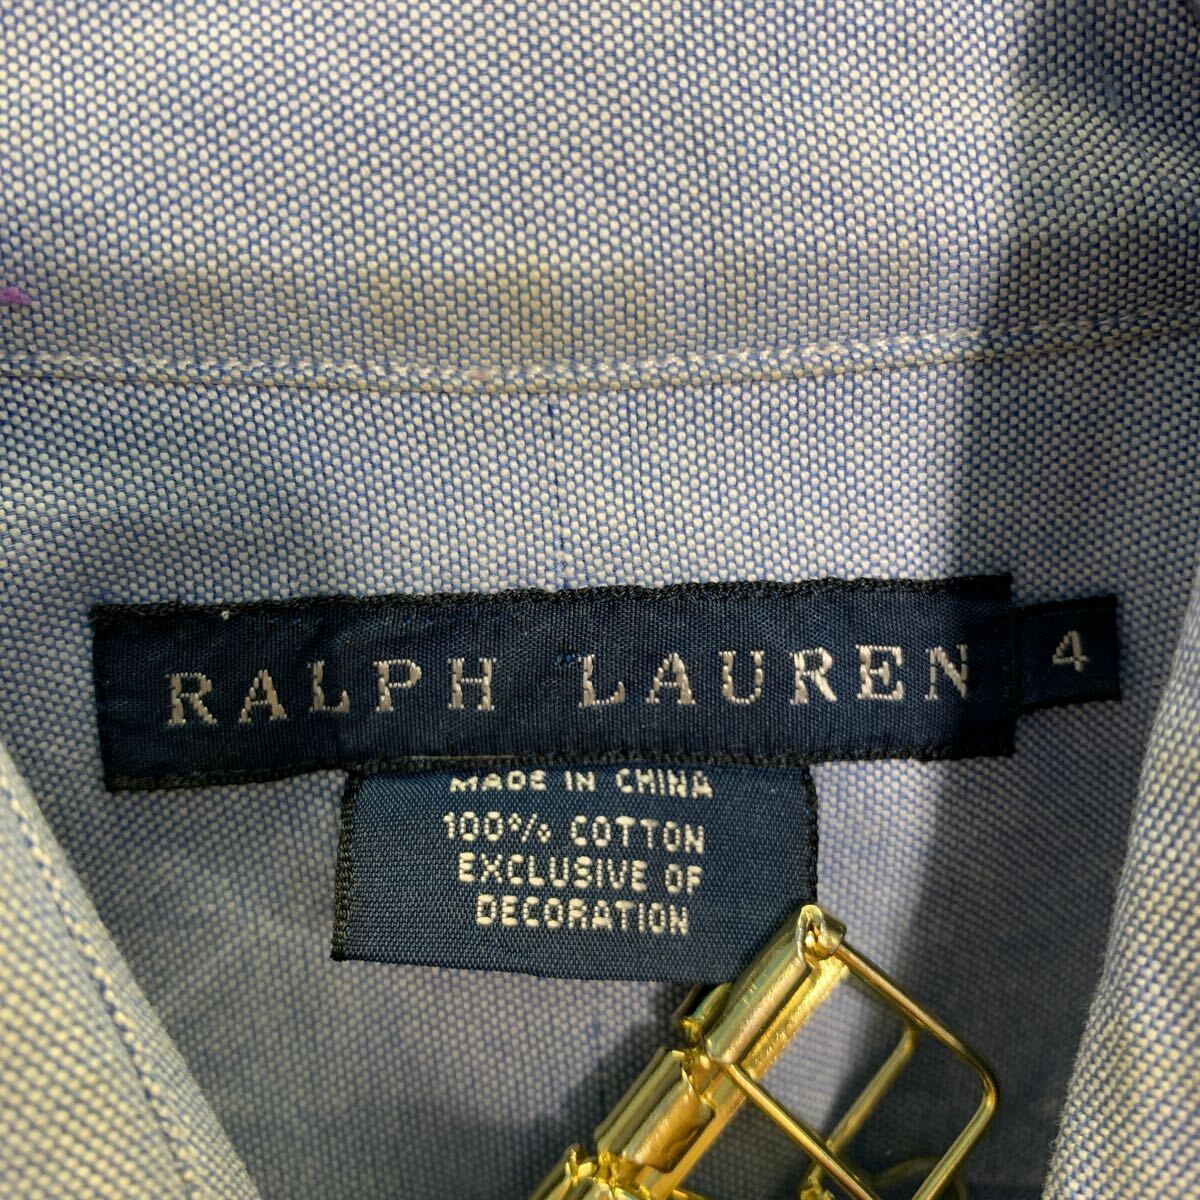 RALPH LAUREN 4
MADE IN CHINA
100% COTTON
EXCLUSIVE OF
DECORATION